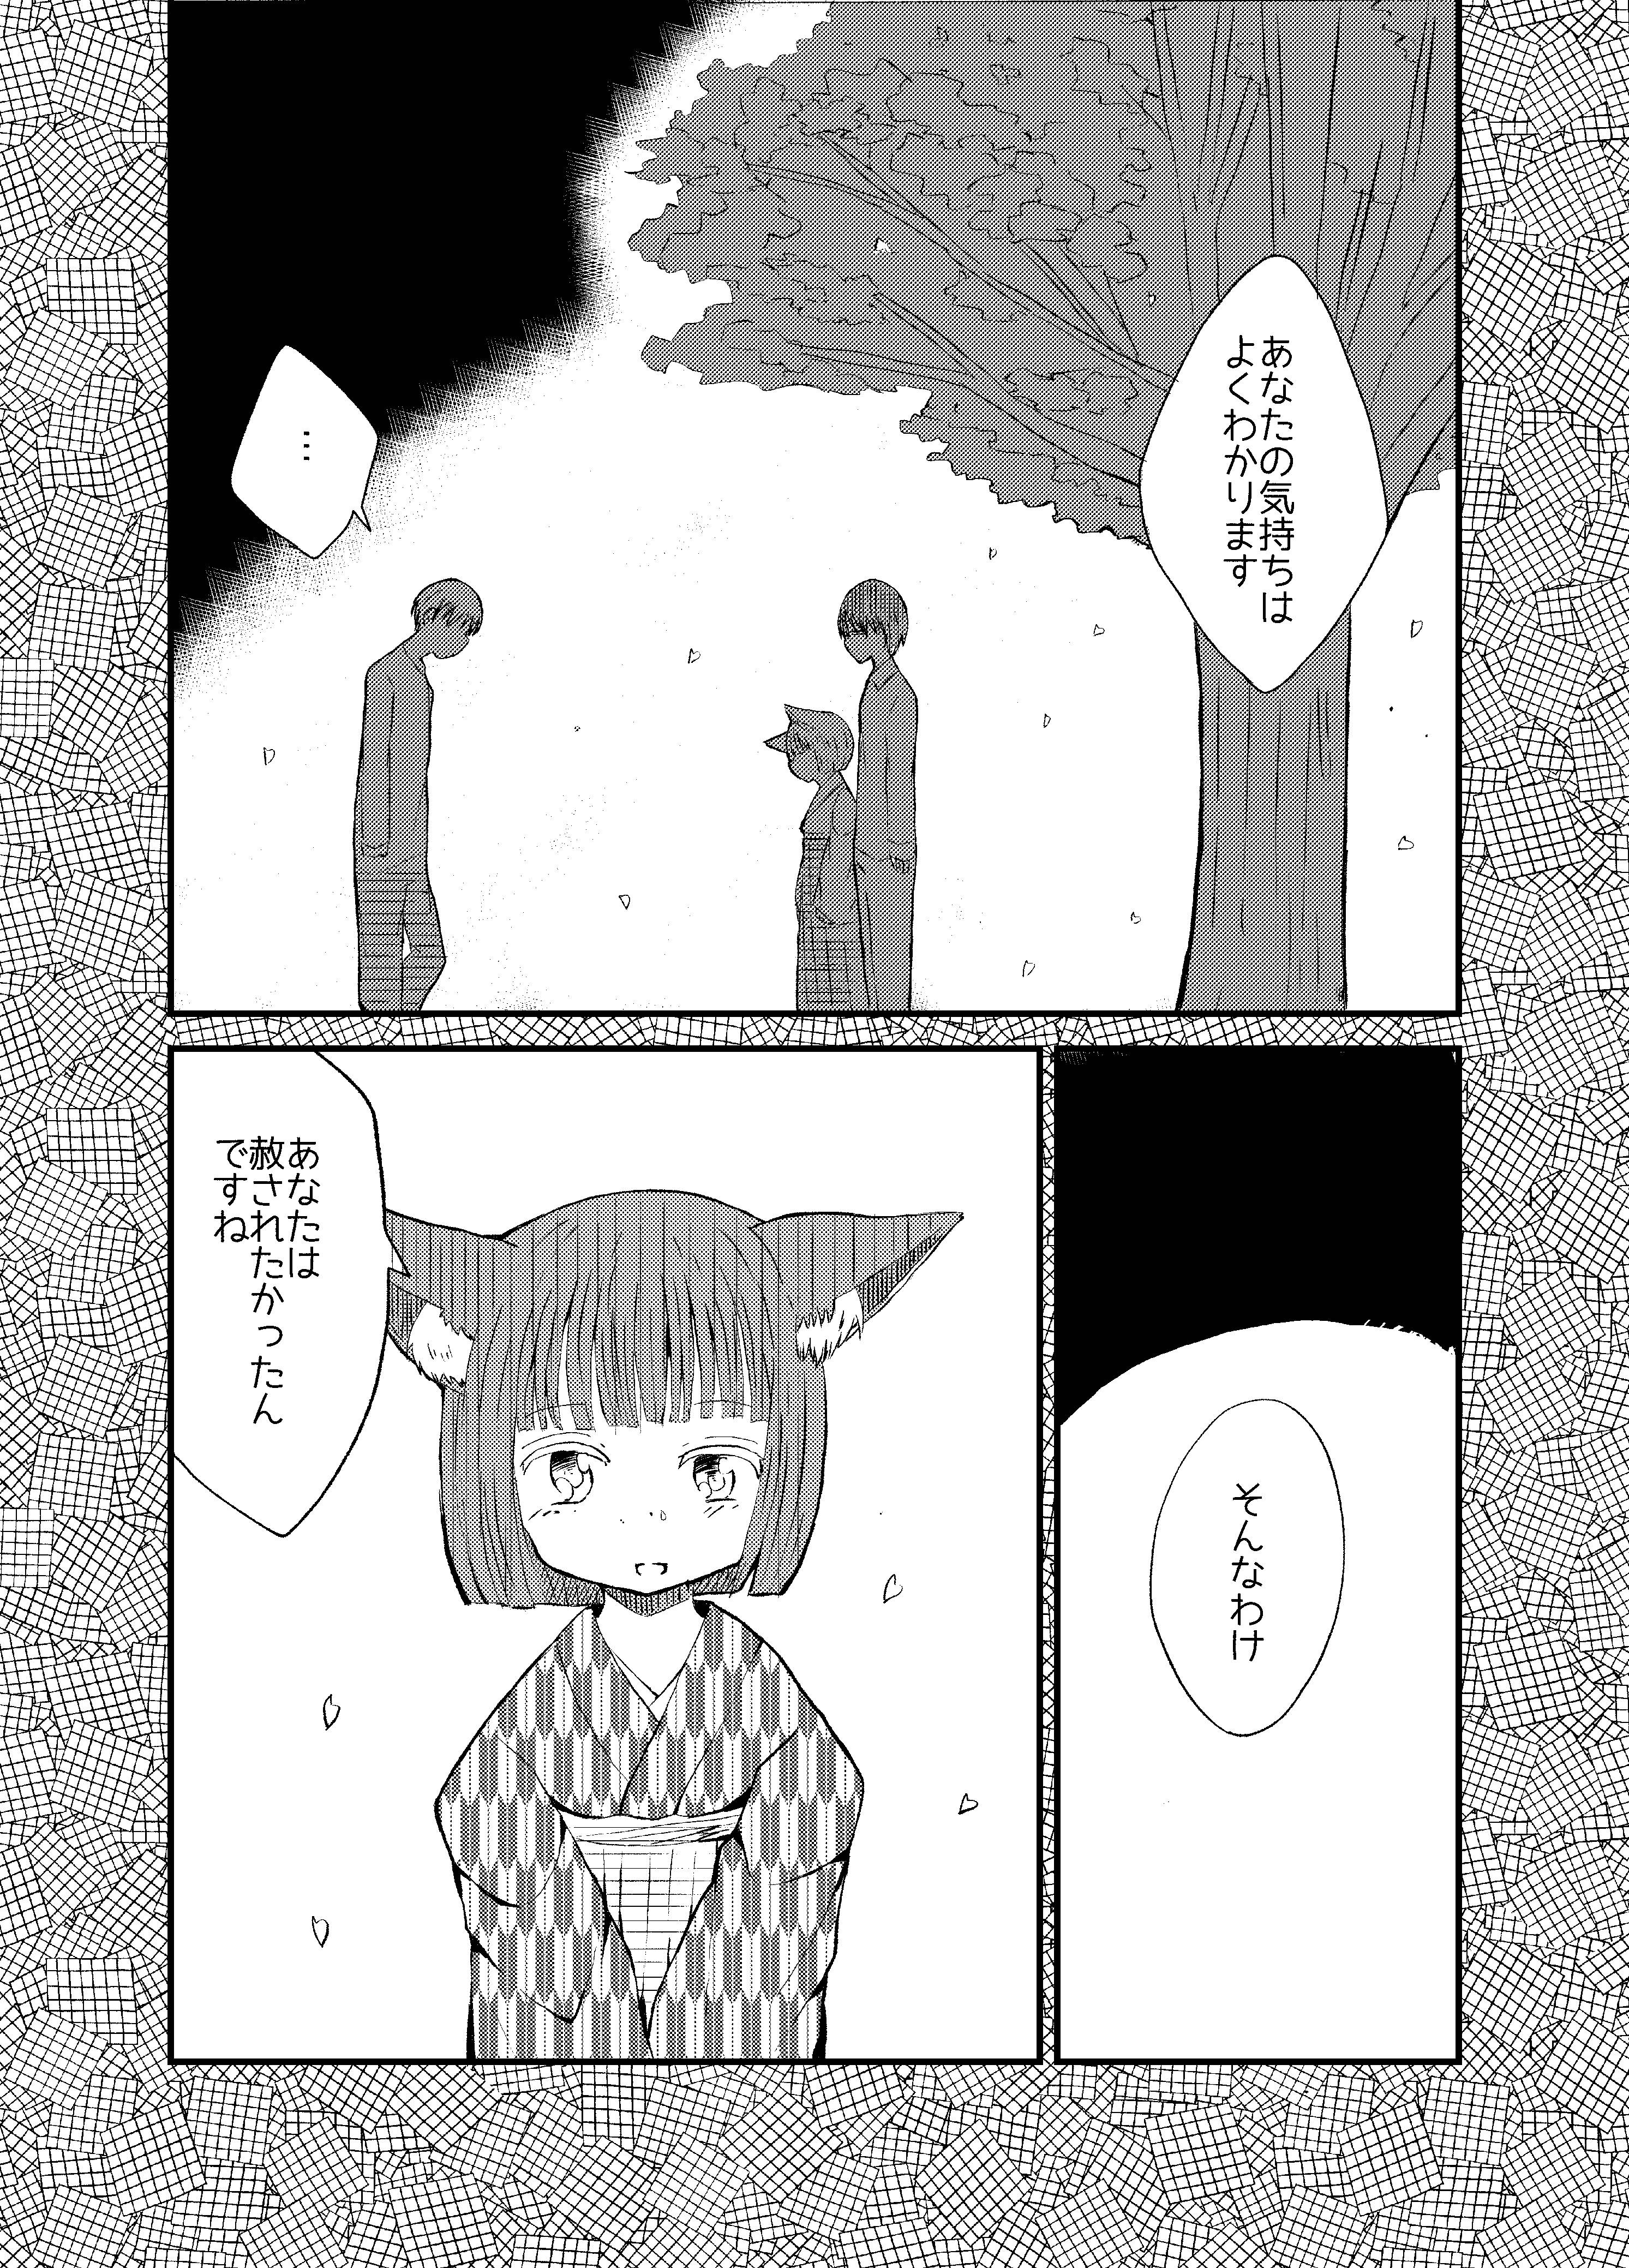 あなたの気持ちは
よくわかります
…
そんなわけ
あなたは
赦されたかったん
ですね